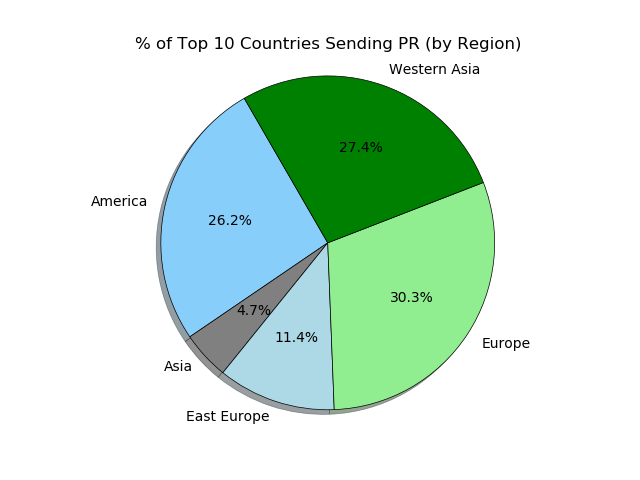 % of Top 10 Countries Sending PR (by Region)
Western Asia
27.4%
America
26.2%
30.3%
4.7%
11.4%
Europe
Asia
East Europe